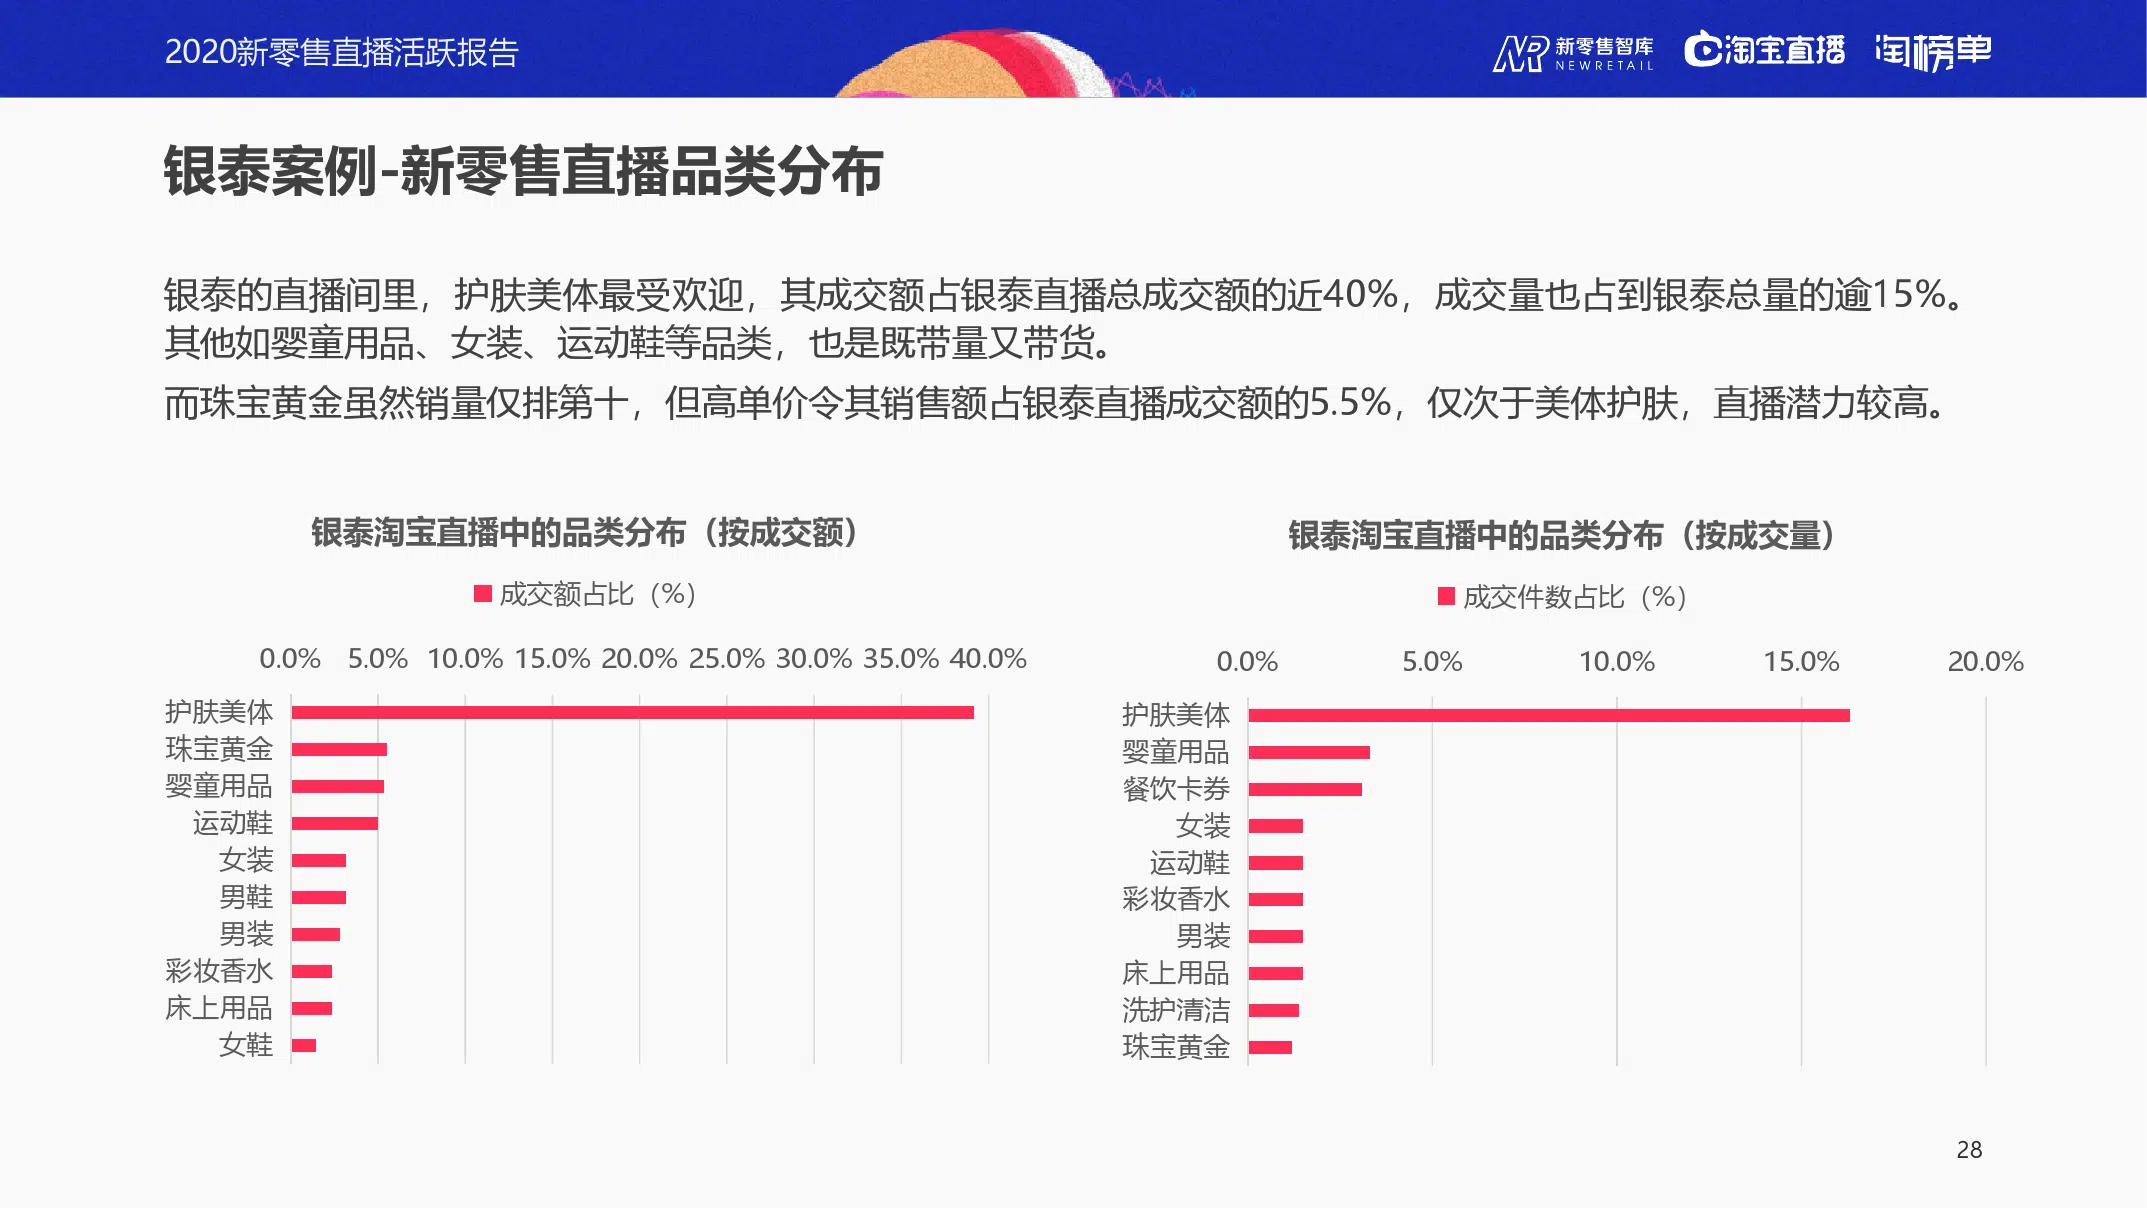 2020新零售直播活跃报告
NR 新零售智库
NEWRETAIL
淘宝直播
淘榜单
银泰案例-新零售直播品类分布
银泰的直播间里，护肤美体最受欢迎，其成交额占银泰直播总成交额的近40%，成交量也占到银泰总量的逾15%。
其他如婴童用品、女装、运动鞋等品类，也是既带量又带货。
而珠宝黄金虽然销量仅排第十，但高单价令其销售额占银泰直播成交额的5.5%，仅次于美体护肤，直播潜力较高。
银泰淘宝直播中的品类分布（按成交额）
成交额占比（%）
0.0% 5.0% 10.0% 15.0% 20.0% 25.0% 30.0% 35.0% 40.0%
护肤美体
珠宝黄金
婴童用品
运动鞋
女装
男鞋
男装
彩妆香水
床上用品
女鞋
银泰淘宝直播中的品类分布（按成交量）
成交件数占比（%）
0.0% 5.0% 10.0% 15.0% 20.0%
护肤美体
婴童用品
餐饮卡券
女装
运动鞋
彩妆香水
男装
床上用品
洗护清洁
珠宝黄金
28